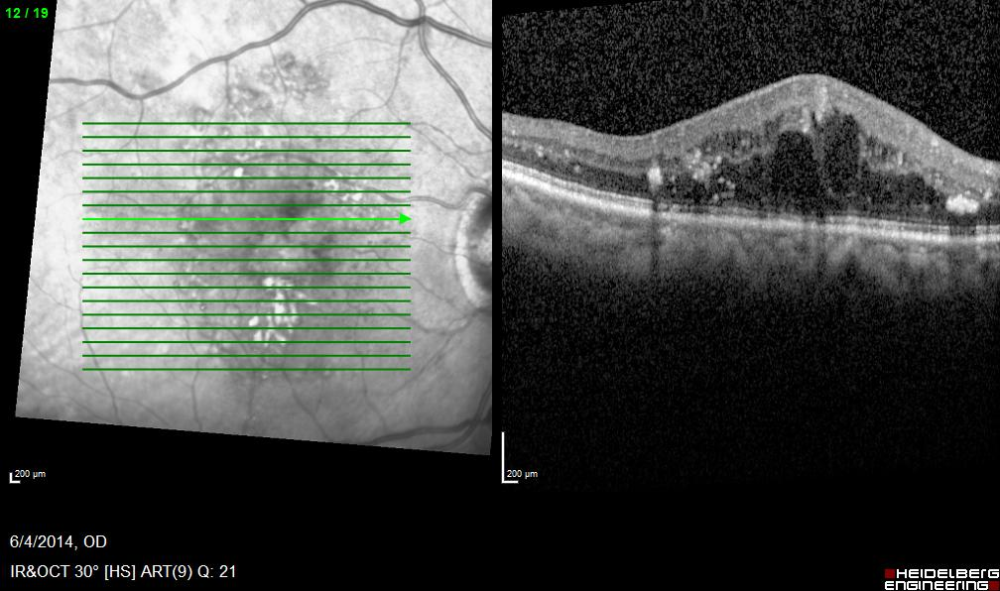 12 / 19
200 µm
200 µm
6/4/2014, OD
IR&OCT 30° [HS] ART(9) Q: 21
HEIDELBERG
ENGINEERING